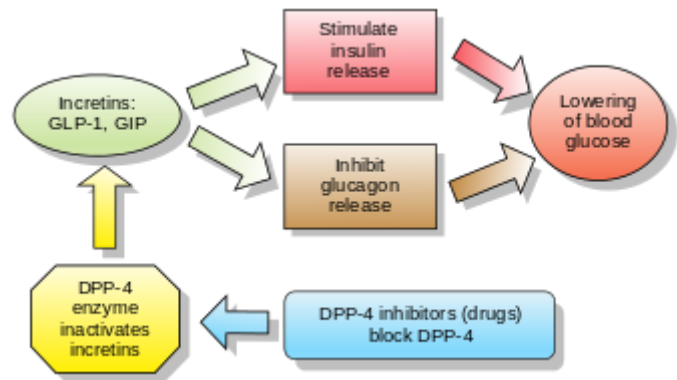 Stimulate
insulin
release
Incretins:
GLP-1, GIP
Lowering
of blood
glucose
Inhibit
glucagon
release
DPP-4
enzyme
inactivates
incretins
DPP-4 inhibitors (drugs)
block DPP-4